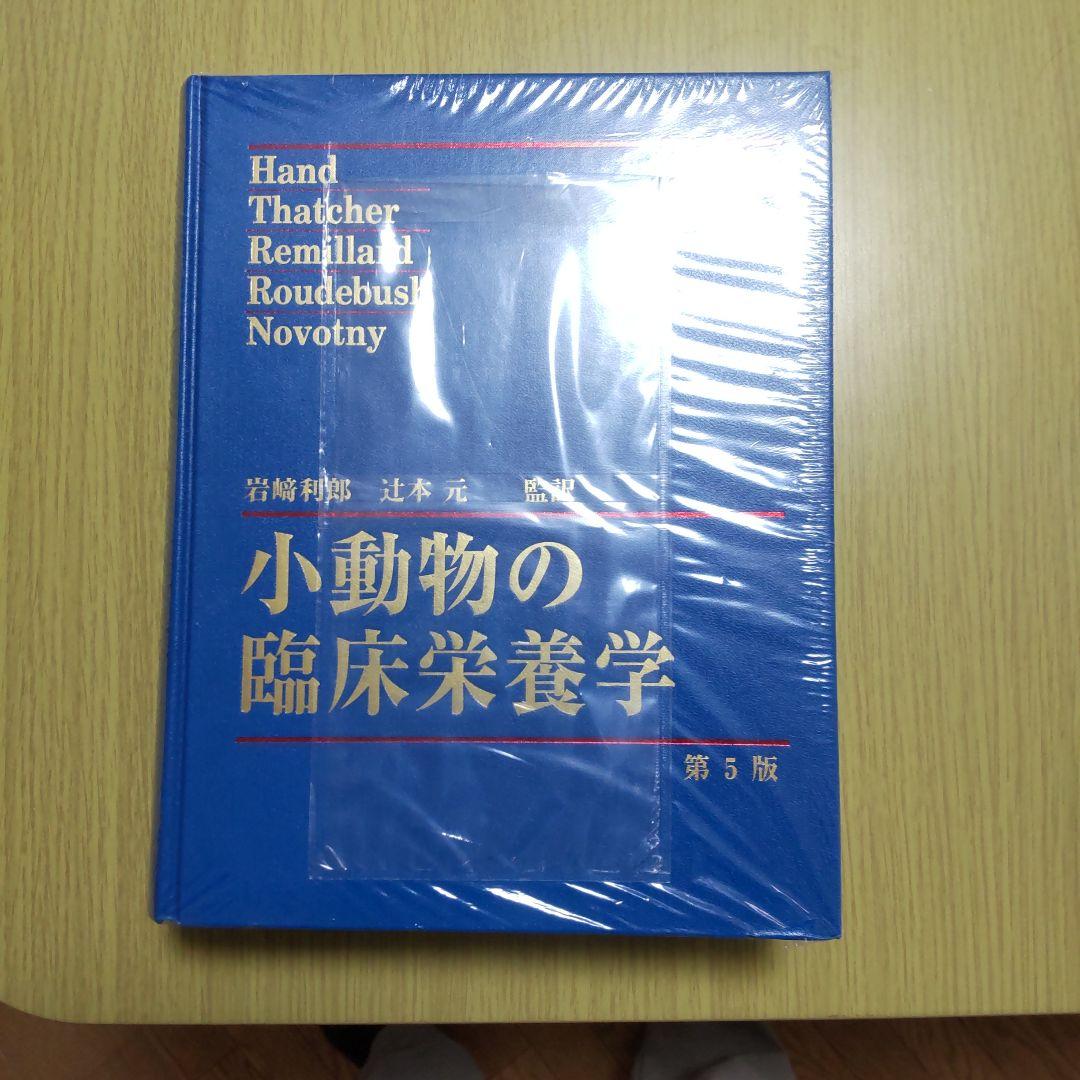 Hand
Thatcher
Remillard
Roudebush
Novotny
岩﨑利郎 辻本 元 監訳
小動物の
臨床栄養学
第 5 版